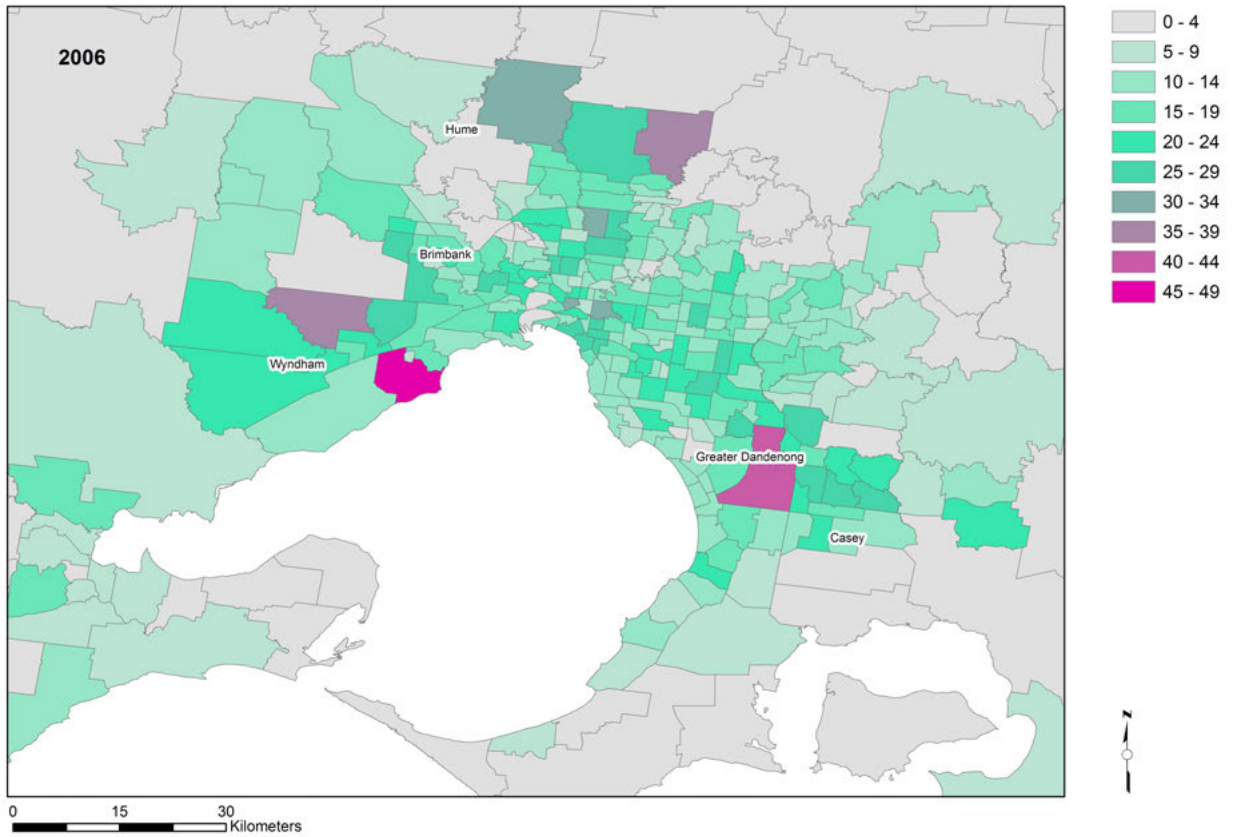 2006
Hume
Brimbank
Wyndham
Greater Dandenong
Casey
0 - 4
5 - 9
10 - 14
15 - 19
20 - 24
25 - 29
30 - 34
35 - 39
40 - 44
45 - 49
N
0 15 30
Kilometers